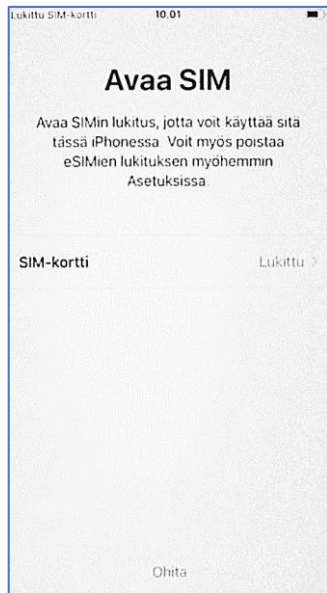 Lukittu SIM-kortti 10.01
Avaa SIM
Avaa SIMin lukitus, jotta voit käyttää sitä
tässä iPhonessa. Voit myös poistaa
eSIMien lukituksen myöhemmin
Asetuksissa.
SIM-kortti Lukittu >
Ohita